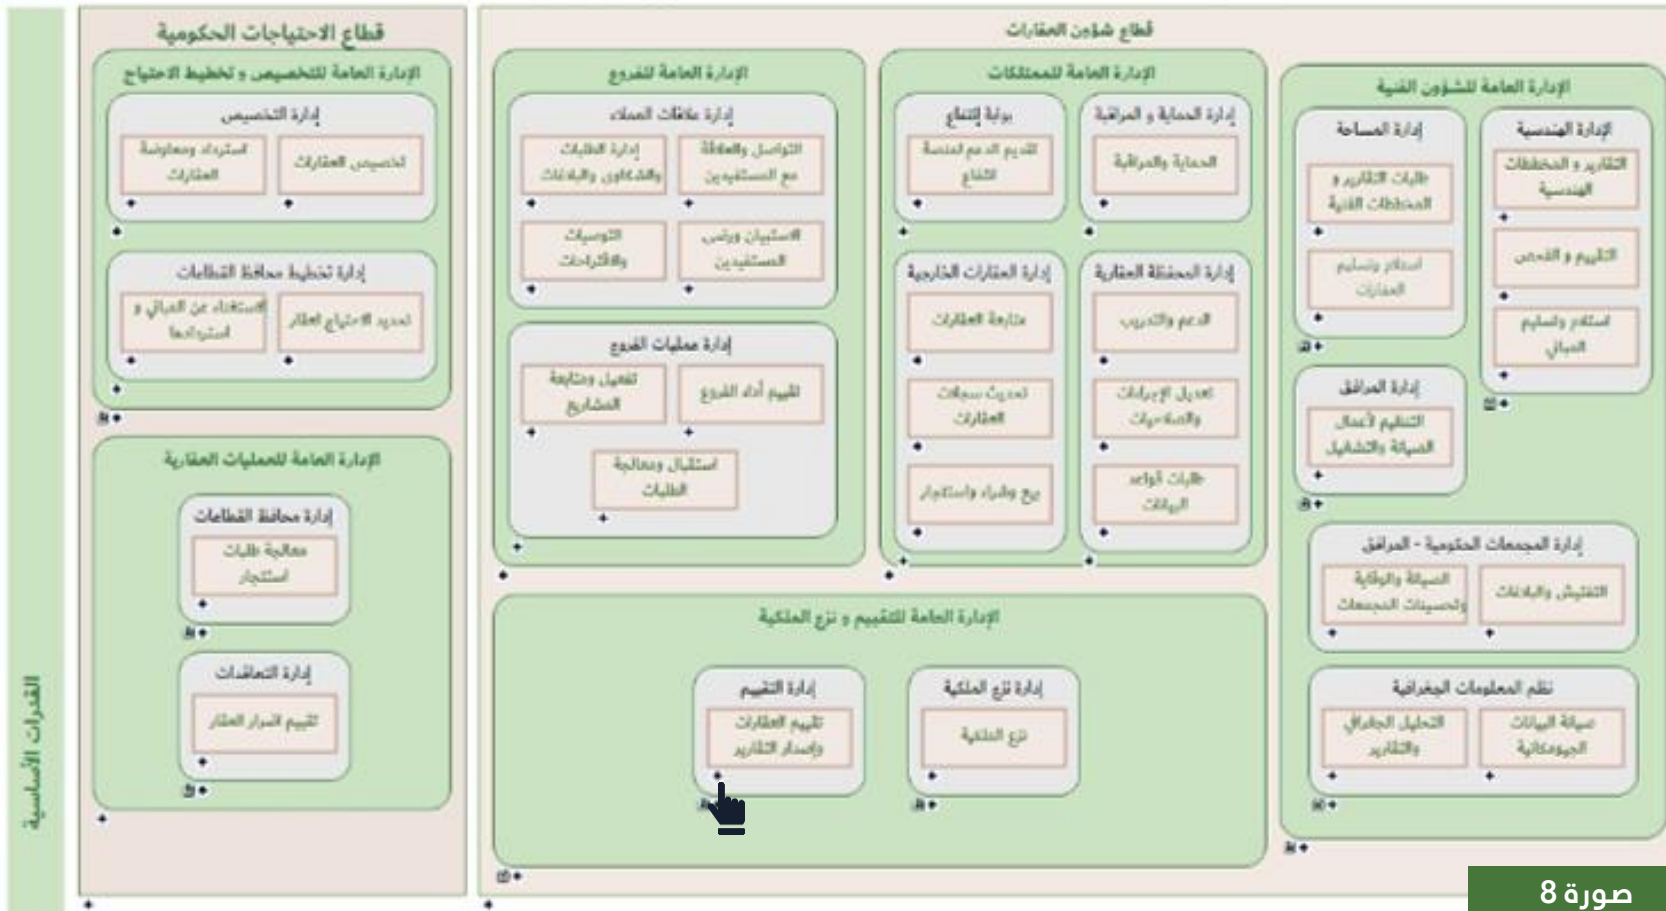 قطاع شؤون العقارات
الإدارة العامة للشؤون الفنية
الإدارة الهندسية
التقارير و المخططات
الهندسية
التقييم و الفحص
استلام وتسليم
المباني
إدارة المساحة
طلبات التقارير و
المخططات الفنية
استلام وتسليم
العقارات
إدارة المرافق
التنظيم لأعمال
الصيانة والتشغيل
إدارة المجمعات الحكومية - المرافق
التفتيش والبلاغات
الصيانة والوقاية
وتحسينات المجمعات
نظم المعلومات الجغرافية
صيانة البيانات
الجيومكانية
التحليل الجغرافي
والتقارير
الإدارة العامة للممتلكات
إدارة الحماية و المراقبة
الحماية والمراقبة
بوابة إنتفاع
تقديم الدعم لمنصة
انتفاع
إدارة المحفظة العقارية
الدعم والتدريب
تعديل الإجراءات
والصلاحيات
طلبات قواعد
البيانات
إدارة العقارات الخارجية
متابعة العقارات
تحديث سجلات
العقارات
بيع وشراء واستئجار
الإدارة العامة للفروع
إدارة علاقات العملاء
التواصل والعلاقة
مع المستفيدين
إدارة الطلبات
والشكاوى والبلاغات
الاستبيان ورضى
المستفيدين
التوصيات
والاقتراحات
إدارة عمليات الفروع
تقييم أداء الفروع
تفعيل ومتابعة
المشاريع
استقبال ومعالجة
الطلبات
الإدارة العامة للتقييم و نزع الملكية
إدارة نزع الملكية
نزع الملكية
إدارة التقييم
تقييم العقارات
وإصدار التقارير
قطاع الاحتياجات الحكومية
الإدارة العامة للتخصيص و تخطيط الاحتياج
إدارة التخصيص
تخصيص العقارات
استرداد ومعاوضة
العقارات
إدارة تخطيط محافظ القطاعات
تحديد الاحتياج لعقار
الاستغناء عن المباني و
استردادها
الإدارة العامة للعمليات العقارية
إدارة محافظ القطاعات
معالجة طلبات
استئجار
إدارة التعاقدات
تقييم اضرار العقار
القدرات الأساسية
صورة 8